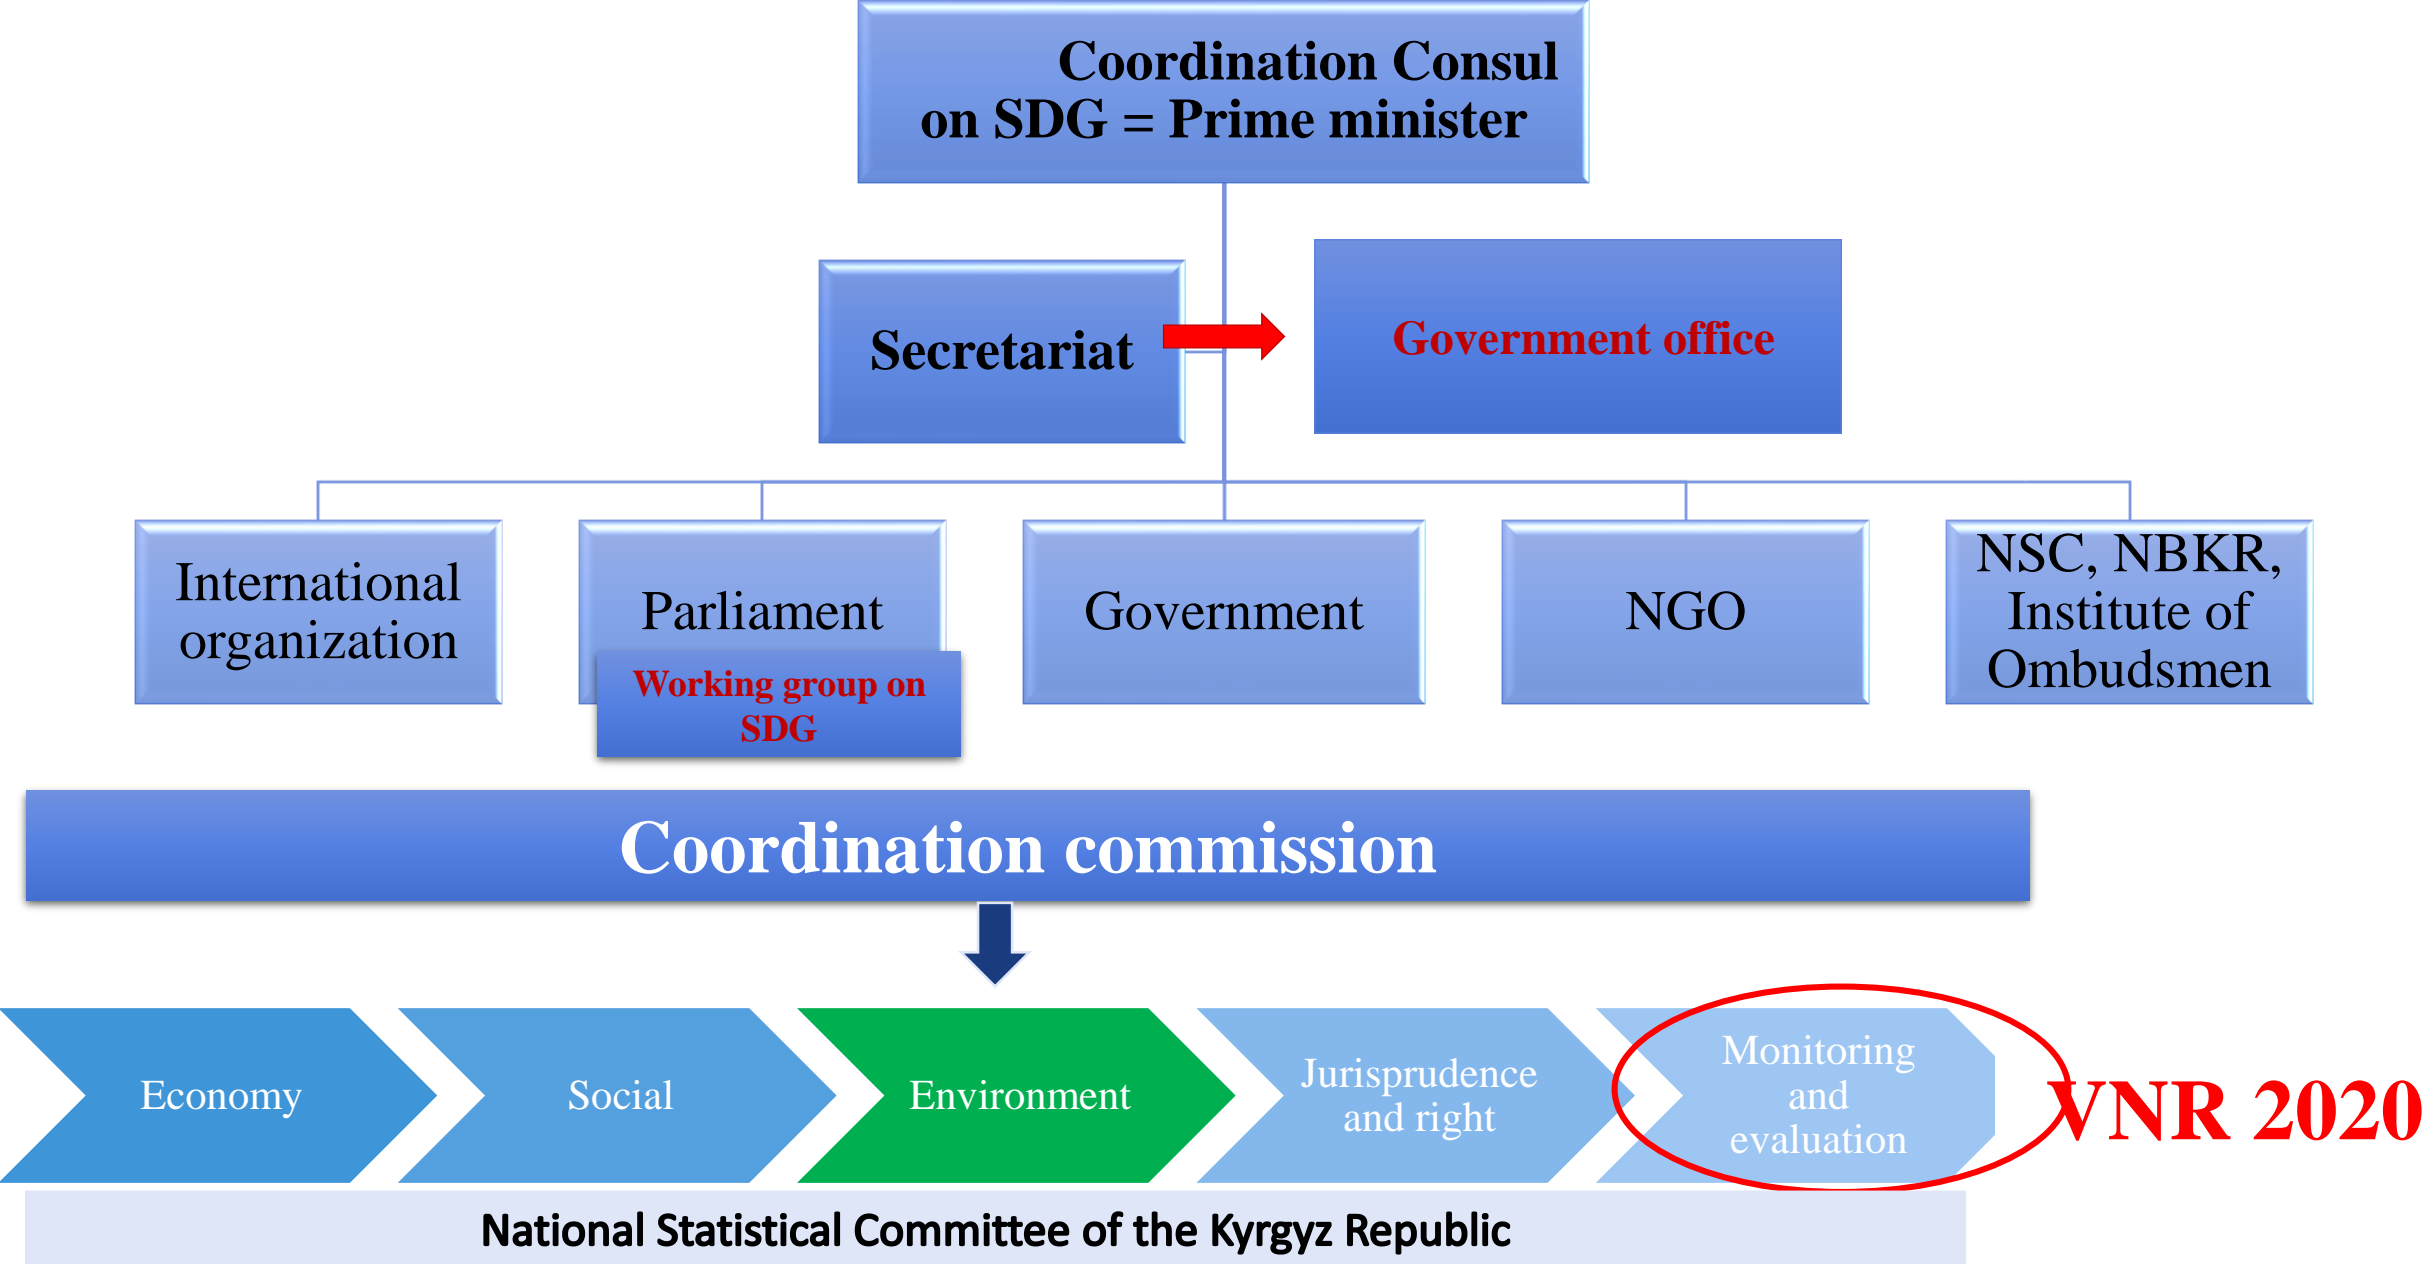 Coordination Consul
on SDG = Prime minister
Secretariat
Government office
International
organization
Parliament
Working group on
SDG
Government
NGO
NSC, NBKR,
Institute of
Ombudsmen
Coordination commission
Economy
Social
Environment
Jurisprudence
and right
Monitoring
and
evaluation
VNR 2020
National Statistical Committee of the Kyrgyz Republic